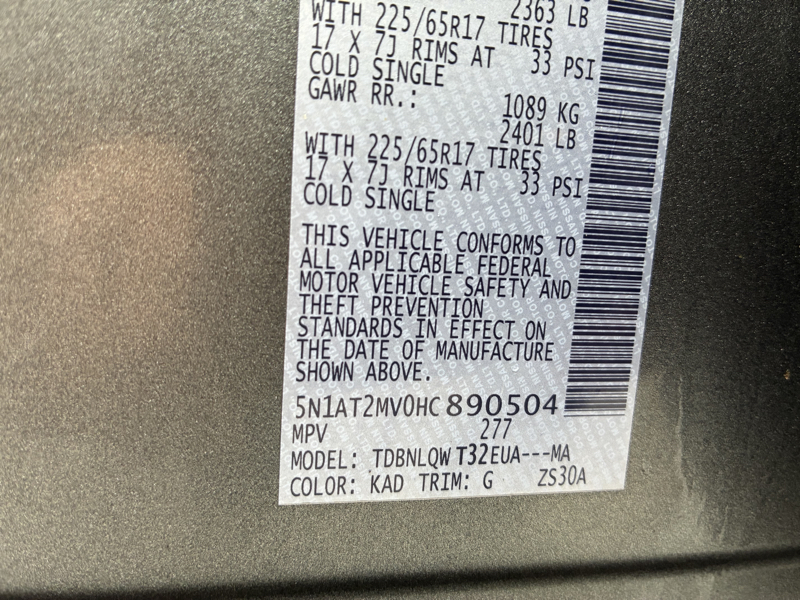 2363 LB
WITH 225/65R17 TIRES
17 X 7J RIMS AT 33 PSI
COLD SINGLE
GAWR RR.: 1089 KG
2401 LB
WITH 225/65R17 TIRES
17 X 7J RIMS AT 33 PSI
COLD SINGLE
THIS VEHICLE CONFORMS TO
ALL APPLICABLE FEDERAL
MOTOR VEHICLE SAFETY AND
THEFT PREVENTION
STANDARDS IN EFFECT ON
THE DATE OF MANUFACTURE
SHOWN ABOVE.
5N1AT2MV0HC890504
MPV 277
MODEL: TDBNLQWT32EUA---MA
COLOR: KAD TRIM: G ZS30A